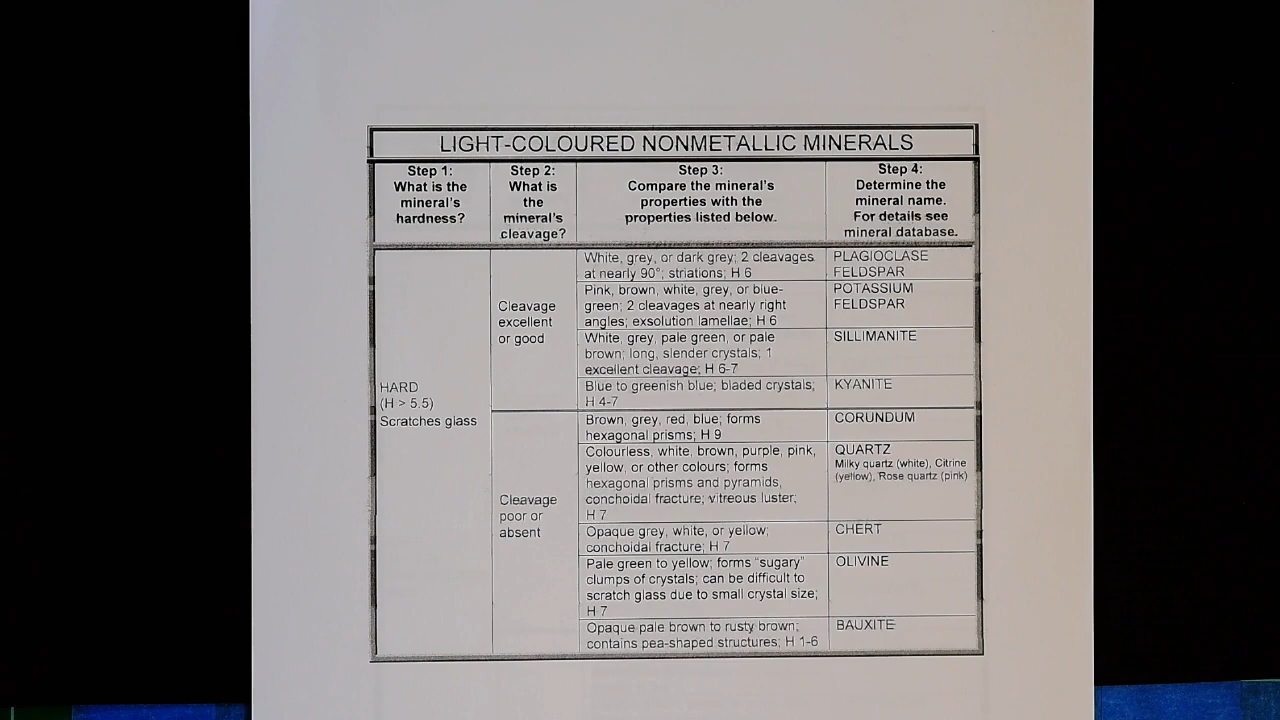 LIGHT-COLOURED NONMETALLIC MINERALS
Step 1:
What is the
mineral's
hardness?
Step 2:
What is
the
mineral's
cleavage?
Step 3:
Compare the mineral's
properties with the
properties listed below.
Step 4:
Determine the
mineral name.
For details see
mineral database.
HARD
(H > 5.5)
Scratches glass
Cleavage
excellent
or good
White, grey, or dark grey; 2 cleavages
at nearly 90°; striations; H 6
PLAGIOCLASE
FELDSPAR
Pink, brown, white, grey, or blue-
green; 2 cleavages at nearly right
angles; exsolution lamellae; H 6
POTASSIUM
FELDSPAR
White, grey, pale green, or pale
brown; long, slender crystals; 1
excellent cleavage; H 6-7
SILLIMANITE
Blue to greenish blue; bladed crystals;
H 4-7
KYANITE
Cleavage
poor or
absent
Brown, grey, red, blue; forms
hexagonal prisms; H 9
CORUNDUM
Colourless, white, brown, purple, pink,
yellow, or other colours; forms
hexagonal prisms and pyramids,
conchoidal fracture; vitreous luster;
H 7
QUARTZ
Milky quartz (white), Citrine
(yellow), Rose quartz (pink)
Opaque grey, white, or yellow;
conchoidal fracture; H 7
CHERT
Pale green to yellow; forms "sugary"
clumps of crystals; can be difficult to
scratch glass due to small crystal size;
H 7
OLIVINE
Opaque pale brown to rusty brown;
contains pea-shaped structures; H 1-6
BAUXITE